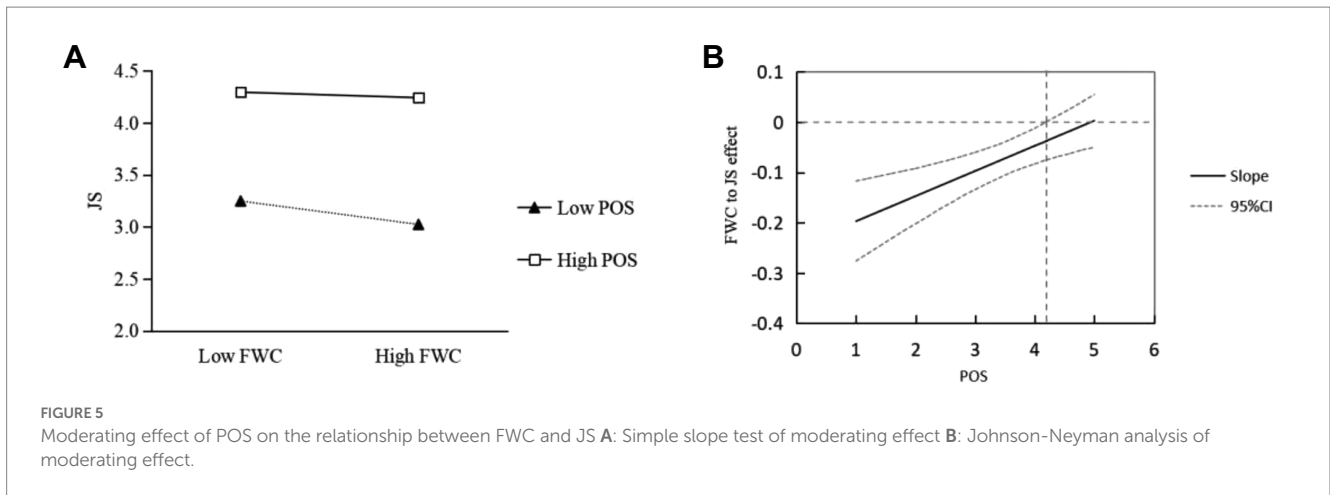 A
4.5
4.0
3.5
3.0
2.5
2.0
JS
Low FWC
High FWC
Low POS
High POS
B
0.1
0
-0.1
-0.2
-0.3
-0.4
FWC to JS effect
0
1
2
3
4
5
6
POS
Slope
95%CI
FIGURE 5
Moderating effect of POS on the relationship between FWC and JS A: Simple slope test of moderating effect B: Johnson-Neyman analysis of
moderating effect.